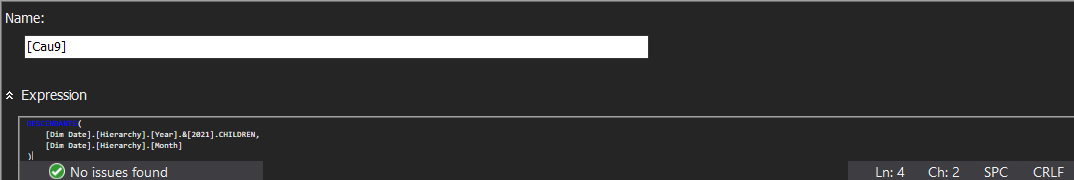 Name:
[Cau9]
Expression
(
[Dim Date].[Hierarchy].[Year].&[2021].CHILDREN,
[Dim Date].[Hierarchy].[Month]
)
No issues found
Ln: 4 Ch: 2 SPC CRLF